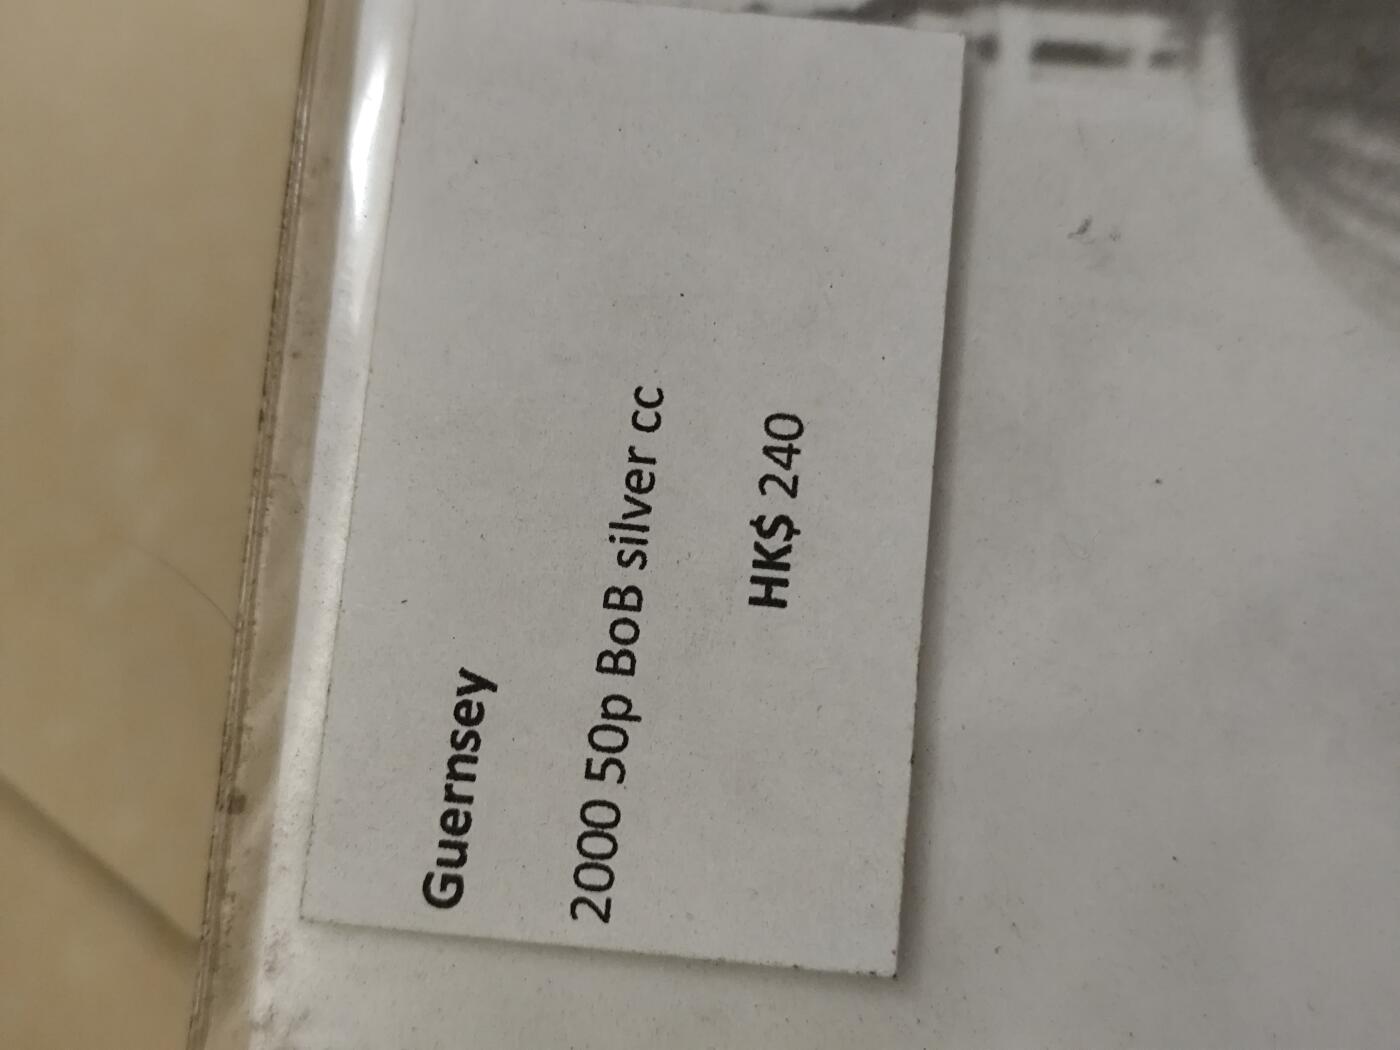 Guernsey
2000 50p BoB silver cc
HK$ 240